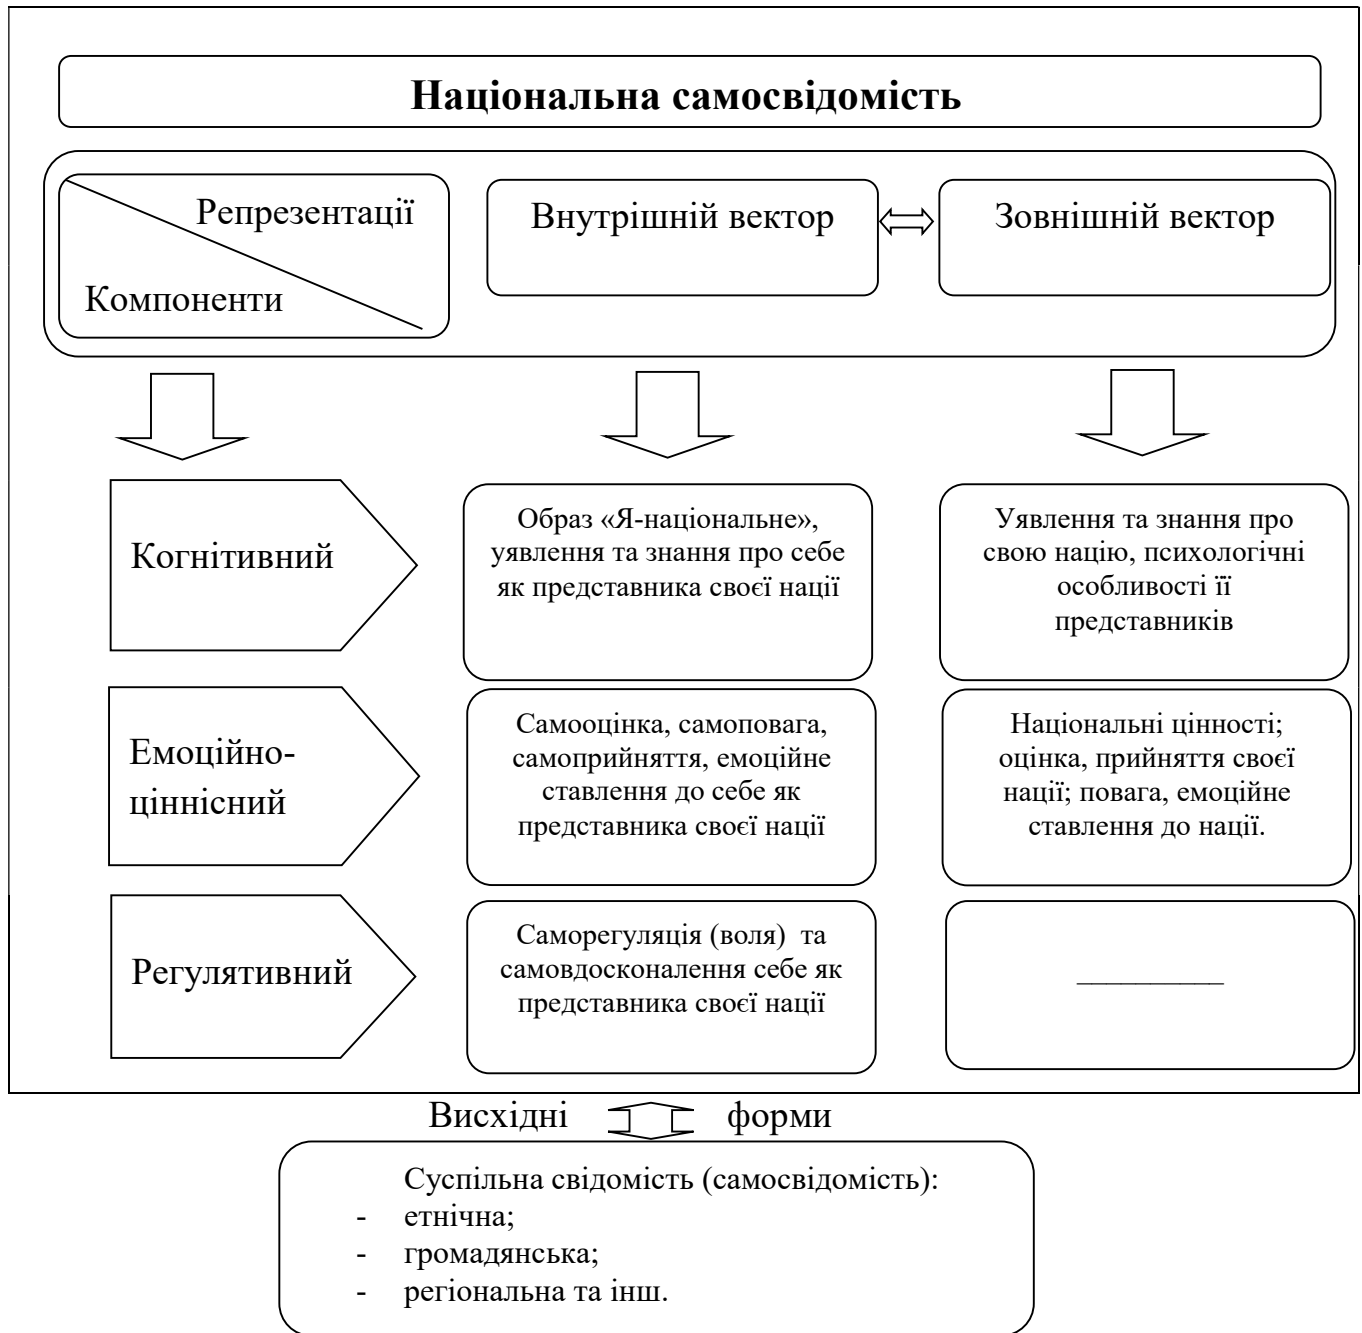 Національна самосвідомість
Репрезентації
Компоненти
Внутрішній вектор
Зовнішній вектор
Когнітивний
Образ «Я-національне»,
уявлення та знання про себе
як представника своєї нації
Уявлення та знання про
свою націю, психологічні
особливості її
представників
Емоційно-
ціннісний
Самооцінка, самоповага,
самоприйняття, емоційне
ставлення до себе як
представника своєї нації
Національні цінності;
оцінка, прийняття своєї
нації; повага, емоційне
ставлення до нації.
Регулятивний
Саморегуляція (воля) та
самовдосконалення себе як
представника своєї нації
__________
Висхідні форми
Суспільна свідомість (самосвідомість):
- етнічна;
- громадянська;
- регіональна та інш.